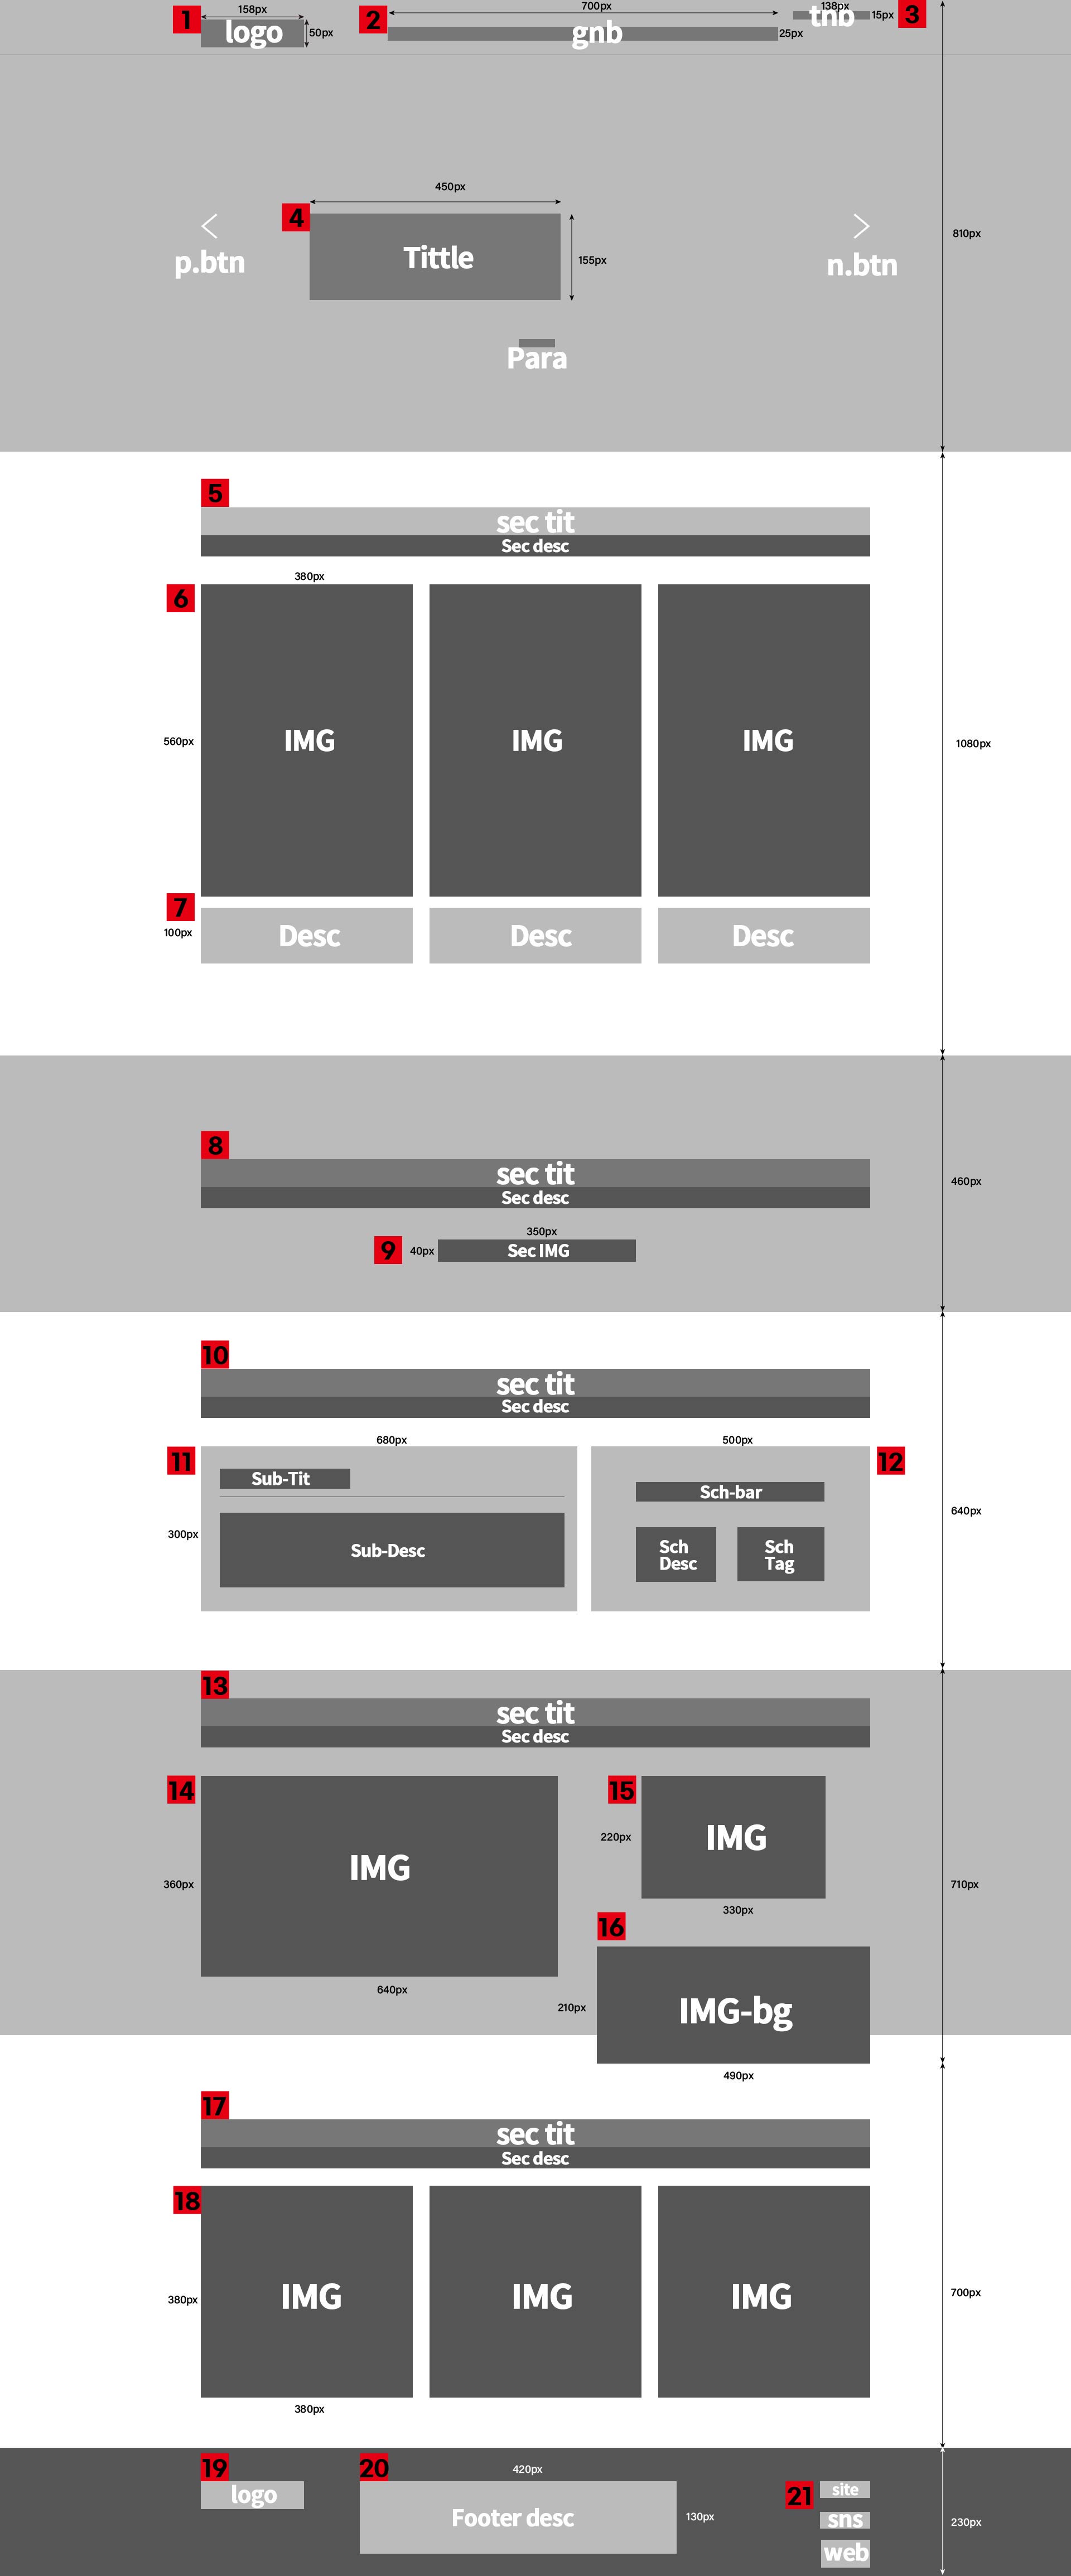 1
158px
logo
50px
2
700px
gnb
25px
138px
tnb
15px
3
450px
4
Tittle
155px
p.btn
n.btn
Para
810px
5
sec tit
Sec desc
380px
6
560px
IMG
IMG
IMG
1080px
7
100px
Desc
Desc
Desc
8
sec tit
Sec desc
460px
350px
9
40px
Sec IMG
10
sec tit
Sec desc
680px
500px
11
12
Sub-Tit
Sch-bar
300px
Sub-Desc
Sch
Desc
Sch
Tag
640px
13
sec tit
Sec desc
14
15
IMG
220px
IMG
360px
330px
710px
16
640px
210px
IMG-bg
490px
17
sec tit
Sec desc
18
380px
IMG
IMG
IMG
700px
380px
19
logo
20
420px
Footer desc
130px
21
site
sns
web
230px